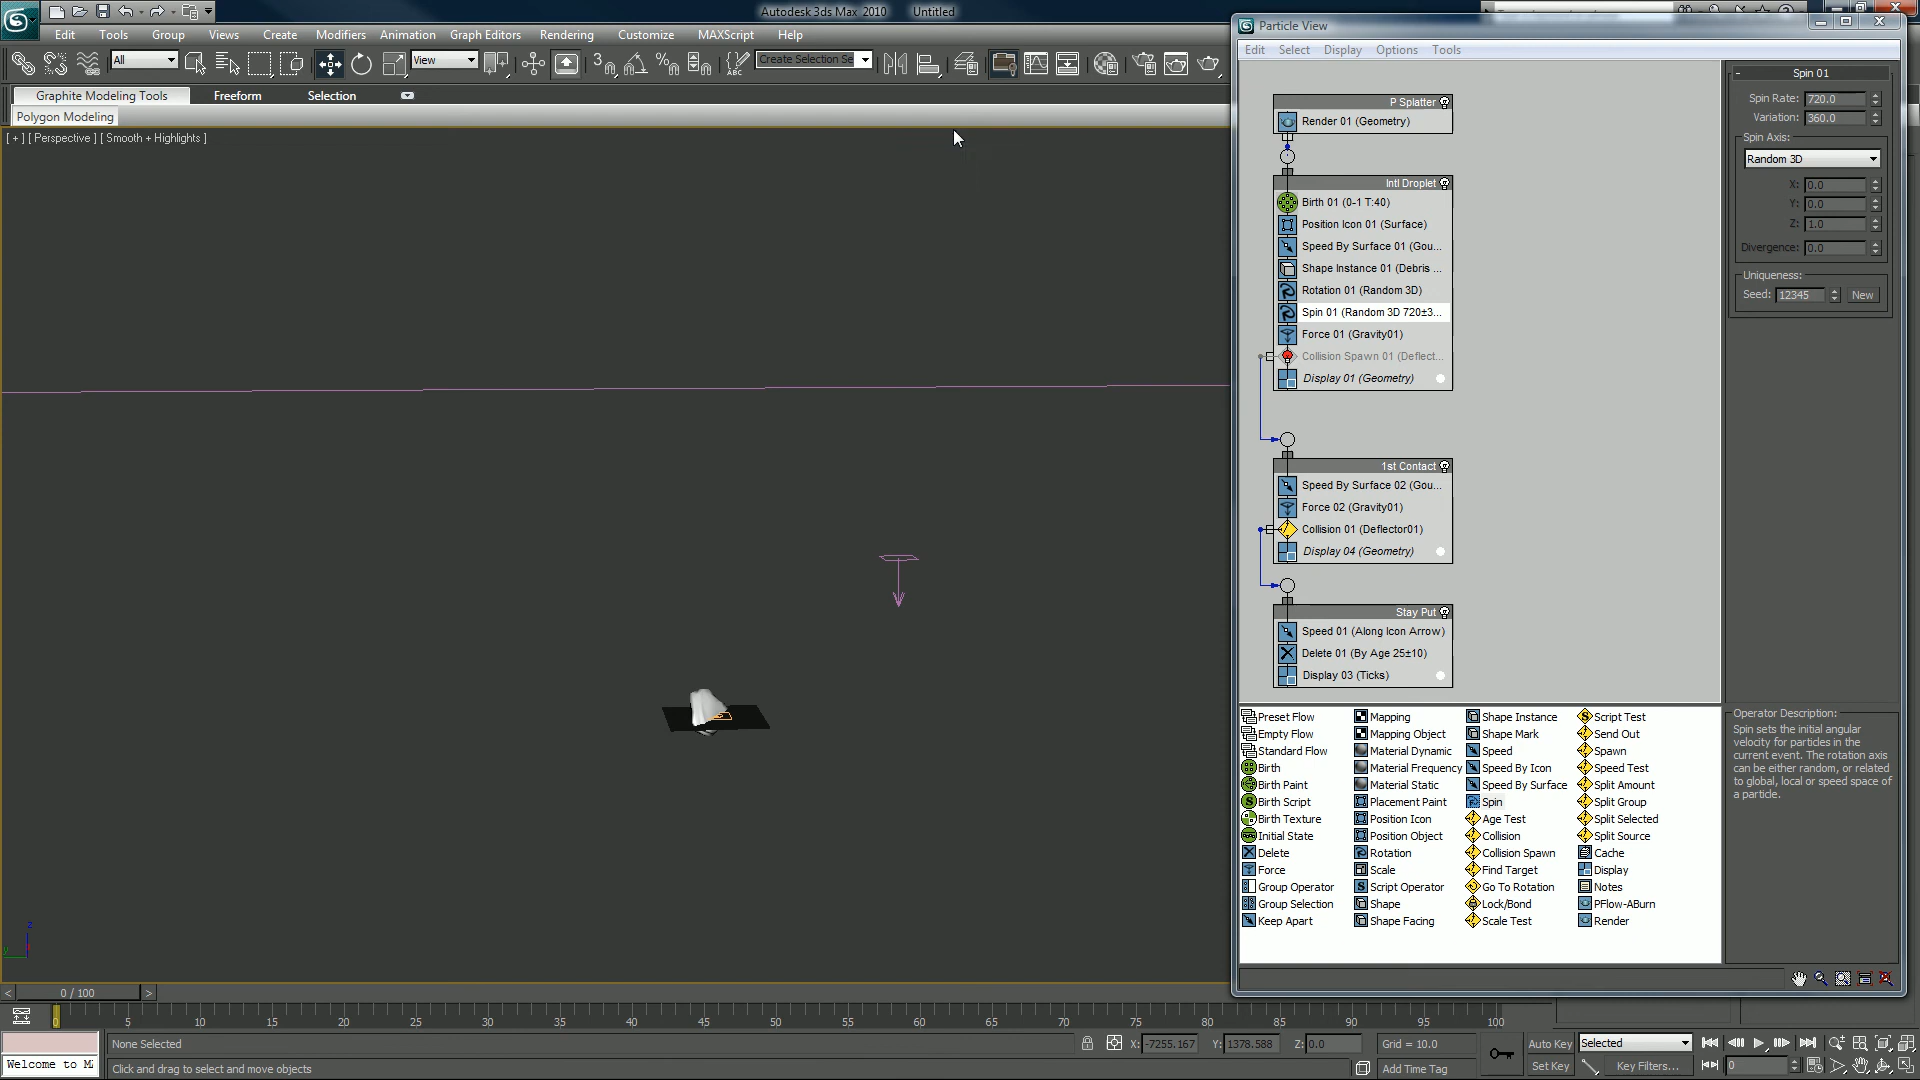 Autodesk 3ds Max 2010 Untitled
Edit Tools Group Views Create Modifiers Animation Graph Editors Rendering Customize MAXScript Help
All View Create Selection Se
Graphite Modeling Tools Freeform Selection
Polygon Modeling
[ + ] [ Perspective ] [ Smooth + Highlights ]
Particle View
Edit Select Display Options Tools
P Splatter
Render 01 (Geometry)
Intl Droplet
Birth 01 (0-1 T:40)
Position Icon 01 (Surface)
Speed By Surface 01 (Gou...
Shape Instance 01 (Debris ...
Rotation 01 (Random 3D)
Spin 01 (Random 3D 720±3...
Force 01 (Gravity01)
Collision Spawn 01 (Deflect...
Display 01 (Geometry)
1st Contact
Speed By Surface 02 (Gou...
Force 02 (Gravity01)
Collision 01 (Deflector01)
Display 04 (Geometry)
Stay Put
Speed 01 (Along Icon Arrow)
Delete 01 (By Age 25±10)
Display 03 (Ticks)
- Spin 01
Spin Rate: 720.0
Variation: 360.0
Spin Axis:
Random 3D
X: 0.0
Y: 0.0
Z: 1.0
Divergence: 0.0
Uniqueness:
Seed: 12345 New
Preset Flow Mapping Shape Instance Script Test
Empty Flow Mapping Object Shape Mark Send Out
Standard Flow Material Dynamic Speed Spawn
Birth Material Frequency Speed By Icon Speed Test
Birth Paint Material Static Speed By Surface Split Amount
Birth Script Placement Paint Spin Split Group
Birth Texture Position Icon Age Test Split Selected
Initial State Position Object Collision Split Source
Delete Rotation Collision Spawn Cache
Force Scale Find Target Display
Group Operator Script Operator Go To Rotation Notes
Group Selection Shape Lock/Bond PFlow-ABurn
Keep Apart Shape Facing Scale Test Render
Operator Description:
Spin sets the initial angular
velocity for particles in the
current event. The rotation axis
can be either random, or related
to global, local or speed space of
a particle.
z
y
< 0 / 100 >
0 5 10 15 20 25 30 35 40 45 50 55 60 65 70 75 80 85 90 95 100
None Selected X: -7255.167 Y: 1378.588 Z: 0.0 Grid = 10.0 Auto Key Selected
Welcome to M Click and drag to select and move objects Add Time Tag Set Key Key Filters... 0